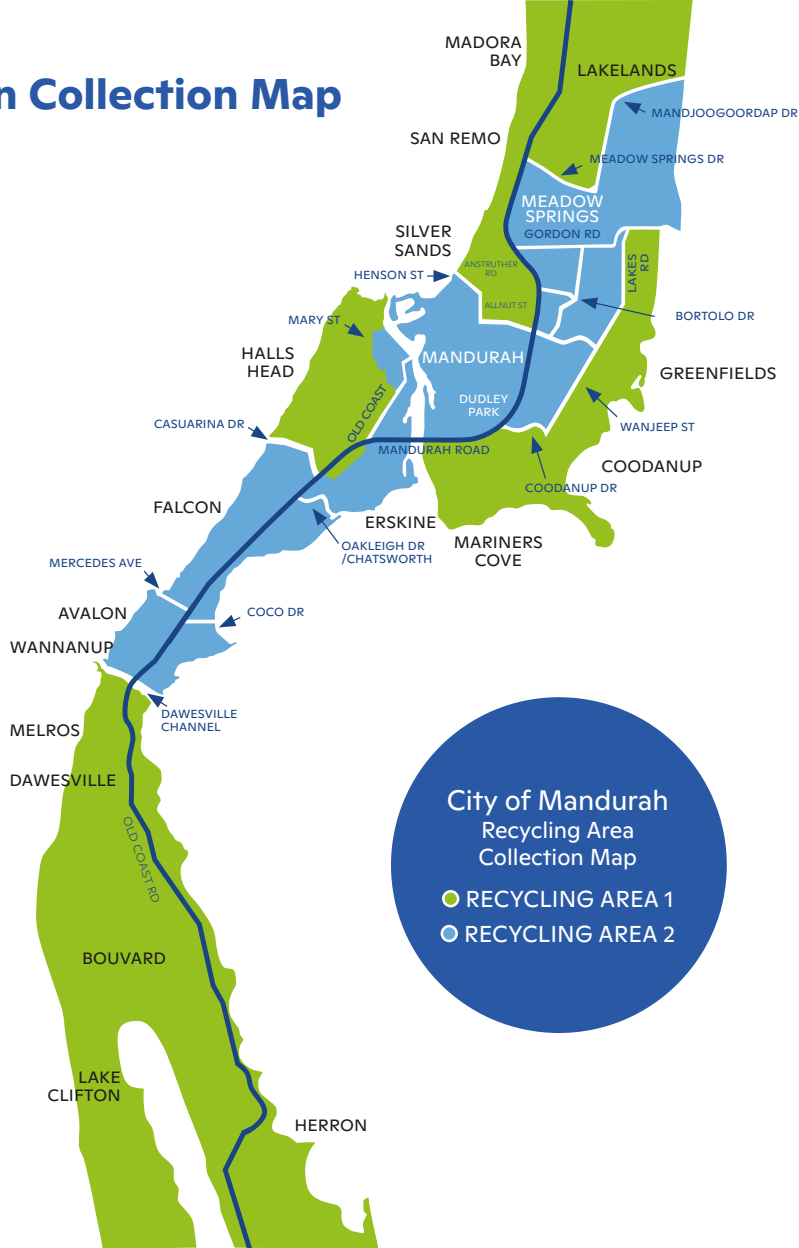 n Collection Map
MADORA
BAY
LAKELANDS
MANDJOOGOORDAP DR
SAN REMO
MEADOW SPRINGS DR
MEADOW
SPRINGS
GORDON RD
SILVER
SANDS
ANSTRUTHER
RD
LAKES
RD
HENSON ST
ALLNUT ST
BORTOLO DR
MARY ST
HALLS
HEAD
MANDURAH
GREENFIELDS
OLD COAST
DUDLEY
PARK
WANJEEP ST
CASUARINA DR
MANDURAH ROAD
COODANUP
COODANUP DR
FALCON
ERSKINE
MARINERS
COVE
OAKLEIGH DR
/CHATSWORTH
MERCEDES AVE
AVALON
COCO DR
WANNANUP
DAWESVILLE
CHANNEL
MELROS
DAWESVILLE
OLD COAST RD
City of Mandurah
Recycling Area
Collection Map
RECYCLING AREA 1
RECYCLING AREA 2
BOUVARD
LAKE
CLIFTON
HERRON